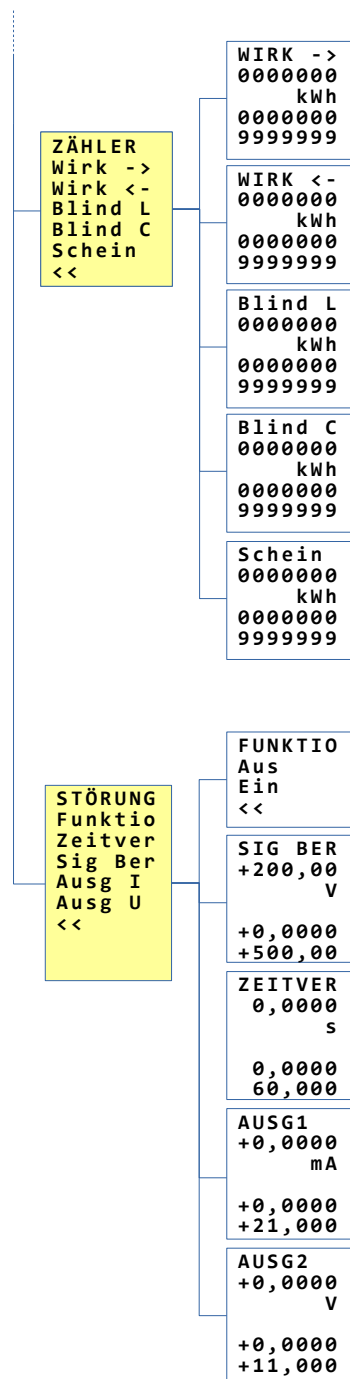 ZÄHLER
Wirk ->
Wirk <-
Blind L
Blind C
Schein
<<
WIRK ->
0000000
kWh
0000000
9999999
WIRK <-
0000000
kWh
0000000
9999999
Blind L
0000000
kWh
0000000
9999999
Blind C
0000000
kWh
0000000
9999999
Schein
0000000
kWh
0000000
9999999
STÖRUNG
Funktio
Zeitver
Sig Ber
Ausg I
Ausg U
<<
FUNKTIO
Aus
Ein
<<
SIG BER
+200,00
V
+0,0000
+500,00
ZEITVER
0,0000
s
0,0000
60,000
AUSG1
+0,0000
mA
+0,0000
+21,000
AUSG2
+0,0000
V
+0,0000
+11,000